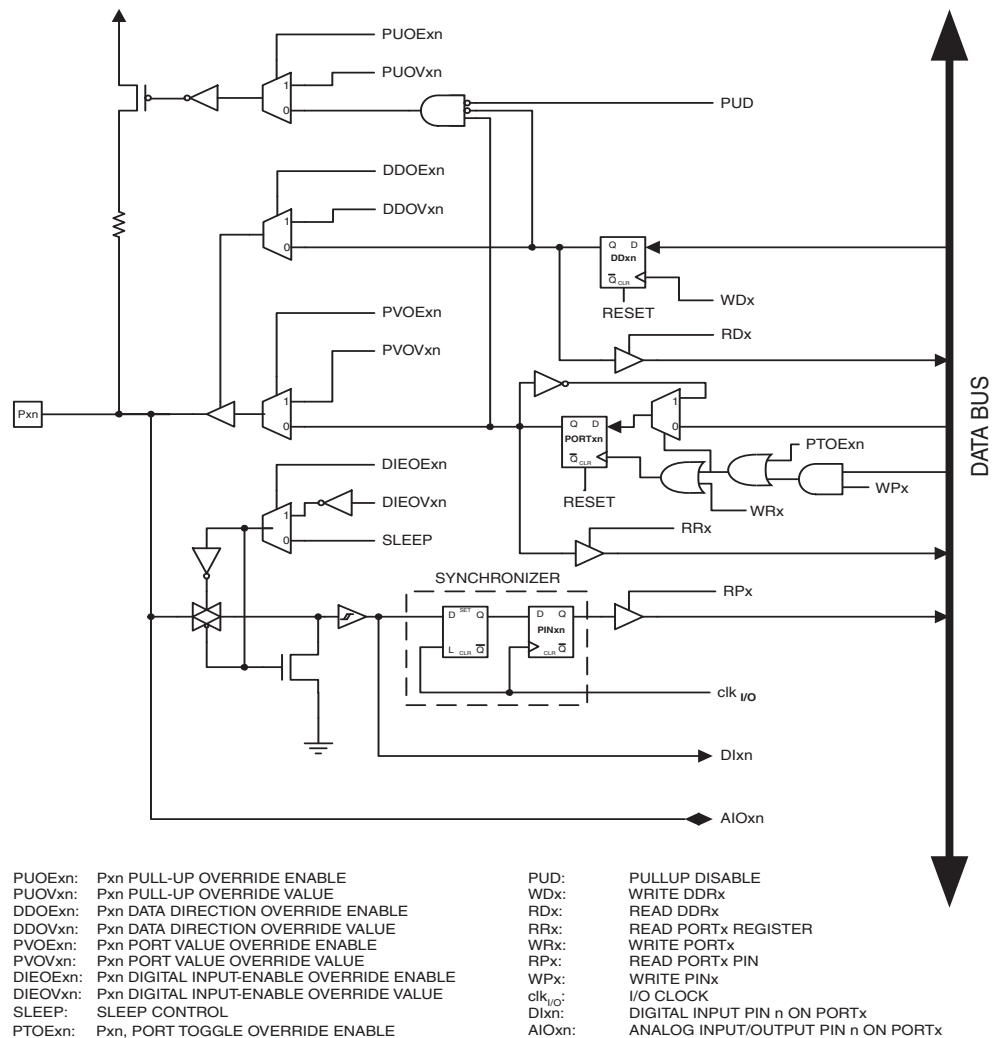 PUOExn
PUOVxn
1
0
PUD
DDOExn
DDOVxn
1
0
Q D
DDxn
Q CLR
WDx
RESET
RDx
PVOExn
PVOVxn
1
0
Pxn
1
0
Q D
PORTxn
Q CLR
RESET
PTOExn
WPx
WRx
RRx
DATA BUS
DIEOExn
DIEOVxn
1
0
SLEEP
SYNCHRONIZER
D SET Q
L CLR Q
D Q
PINxn
CLR Q
RPx
clk I/O
DIxn
AIOxn
PUOExn: Pxn PULL-UP OVERRIDE ENABLE
PUOVxn: Pxn PULL-UP OVERRIDE VALUE
DDOExn: Pxn DATA DIRECTION OVERRIDE ENABLE
DDOVxn: Pxn DATA DIRECTION OVERRIDE VALUE
PVOExn: Pxn PORT VALUE OVERRIDE ENABLE
PVOVxn: Pxn PORT VALUE OVERRIDE VALUE
DIEOExn: Pxn DIGITAL INPUT-ENABLE OVERRIDE ENABLE
DIEOVxn: Pxn DIGITAL INPUT-ENABLE OVERRIDE VALUE
SLEEP: SLEEP CONTROL
PTOExn: Pxn, PORT TOGGLE OVERRIDE ENABLE
PUD: PULLUP DISABLE
WDx: WRITE DDRx
RDx: READ DDRx
RRx: READ PORTx REGISTER
WRx: WRITE PORTx
RPx: READ PORTx PIN
WPx: WRITE PINx
clk I/O: I/O CLOCK
DIxn: DIGITAL INPUT PIN n ON PORTx
AIOxn: ANALOG INPUT/OUTPUT PIN n ON PORTx